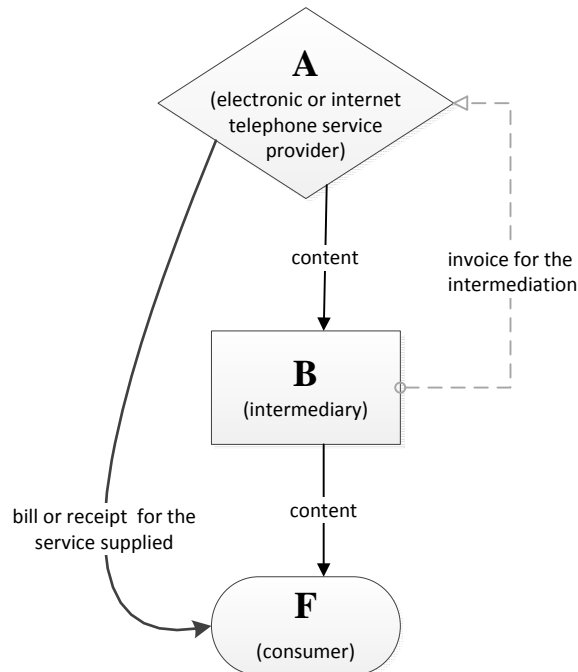 A
(electronic or internet
telephone service
provider)
content
invoice for the
intermediation
B
(intermediary)
content
bill or receipt for the
service supplied
F
(consumer)